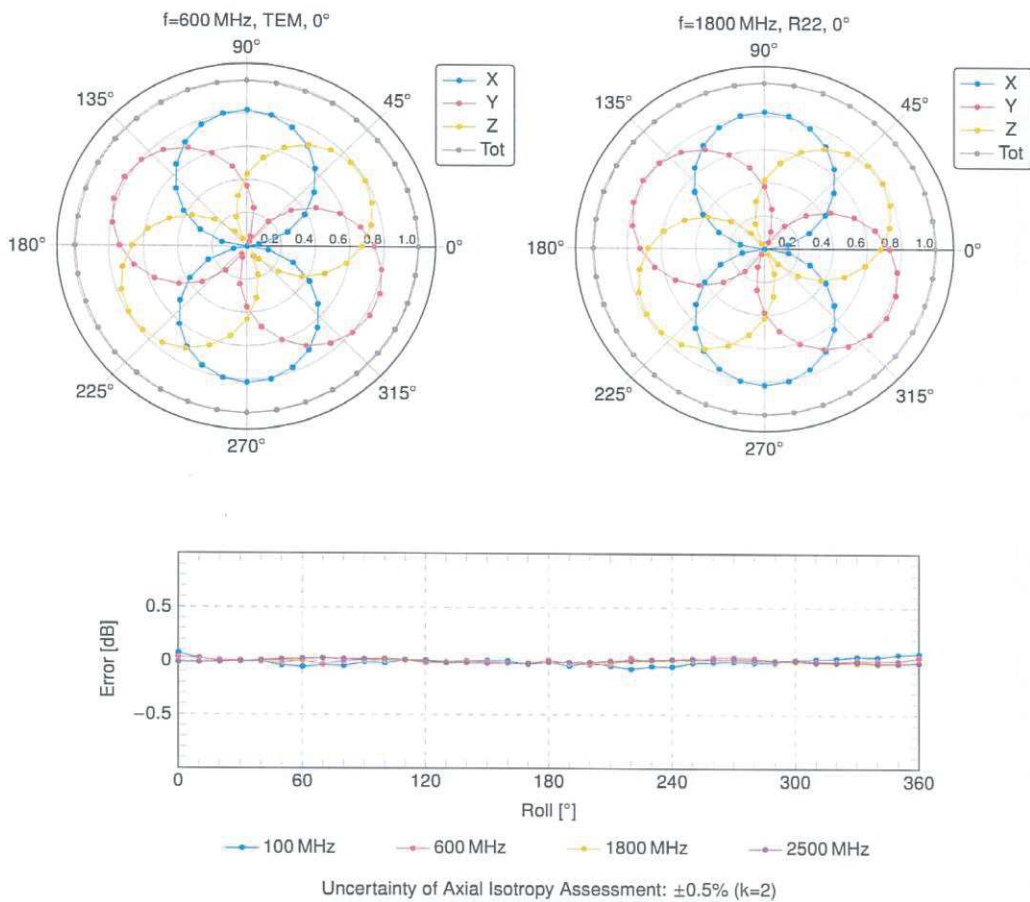 f=600 MHz, TEM, 0°
90°
135°
45°
180°
0.2 0.4 0.6 0.8 1.0
0°
225°
315°
270°
X
Y
Z
Tot
f=1800 MHz, R22, 0°
90°
135°
45°
180°
0.2 0.4 0.6 0.8 1.0
0°
225°
315°
270°
X
Y
Z
Tot
Error [dB]
0.5
0
−0.5
0 60 120 180 240 300 360
Roll [°]
100 MHz 600 MHz 1800 MHz 2500 MHz
Uncertainty of Axial Isotropy Assessment: ±0.5% (k=2)